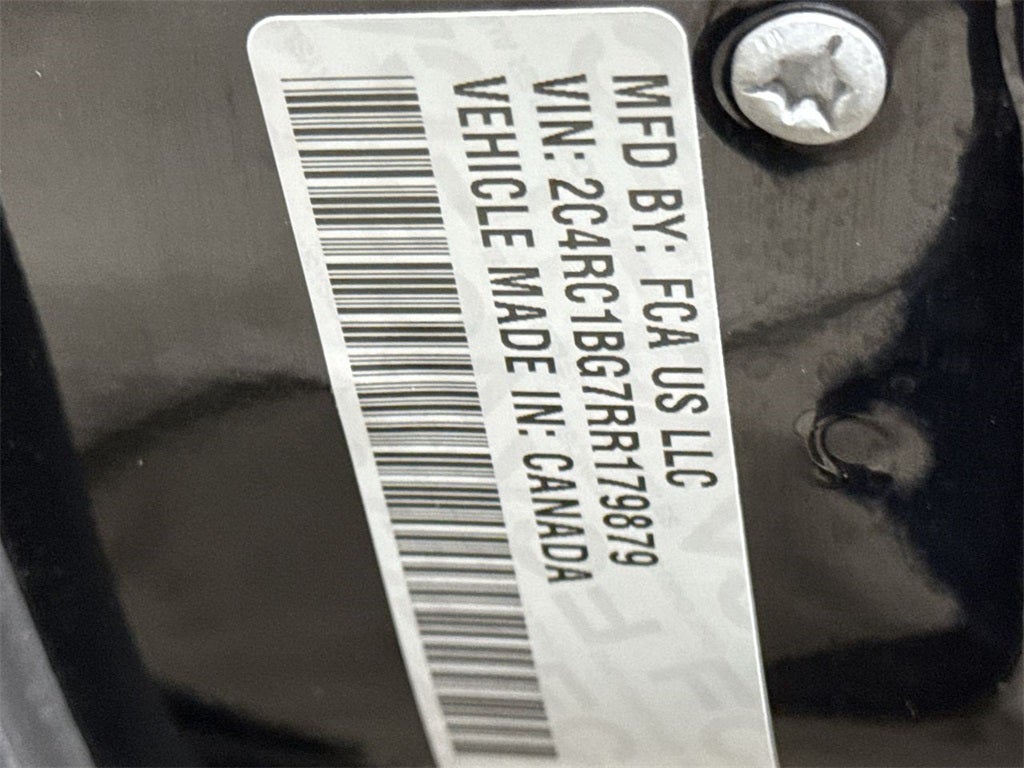 MFD BY: FCA US LLC
VIN: 2C4RC1BG7RR179879
VEHICLE MADE IN: CANADA